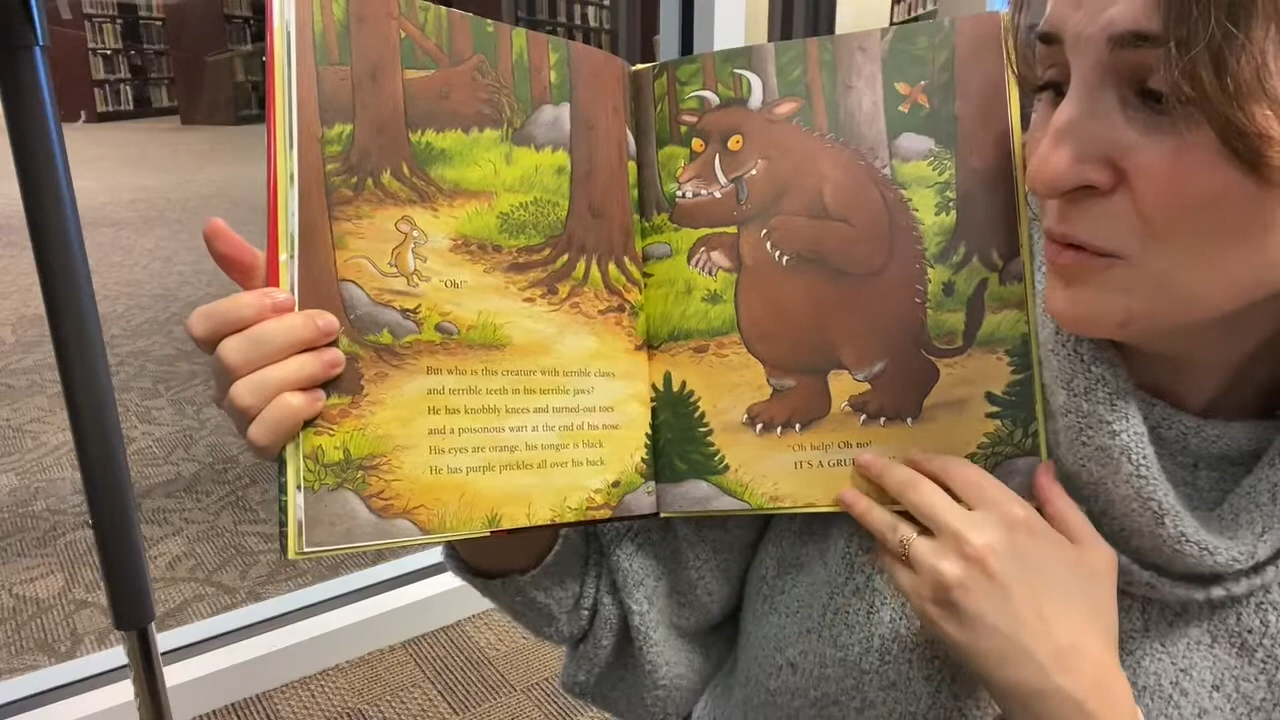 "Oh!"
But who is this creature with terrible claws
and terrible teeth in his terrible jaws?
He has knobbly knees and turned-out toes
and a poisonous wart at the end of his nose.
His eyes are orange, his tongue is black,
He has purple prickles all over his back.
"Oh help! Oh no!
IT'S A